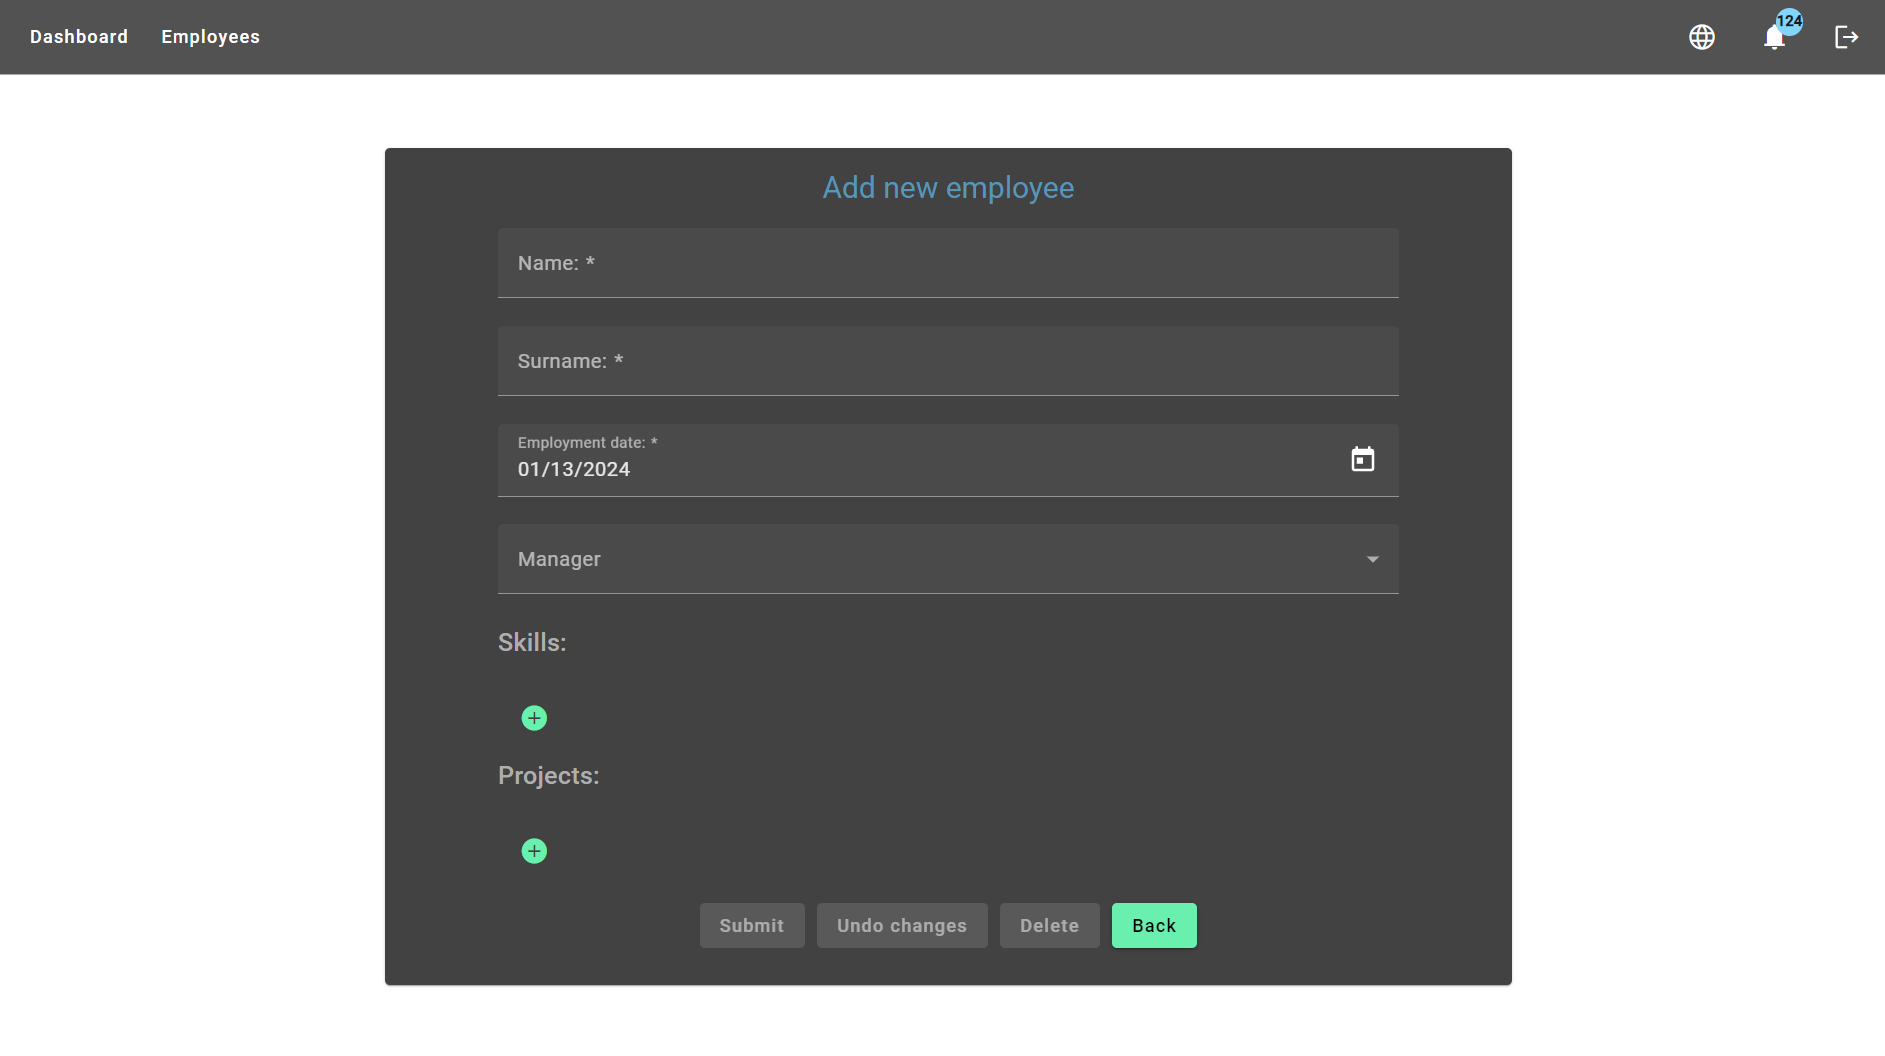 Dashboard Employees 124
Add new employee
Name: *
Surname: *
Employment date: *
01/13/2024
Manager
Skills:
Projects:
Submit Undo changes Delete Back